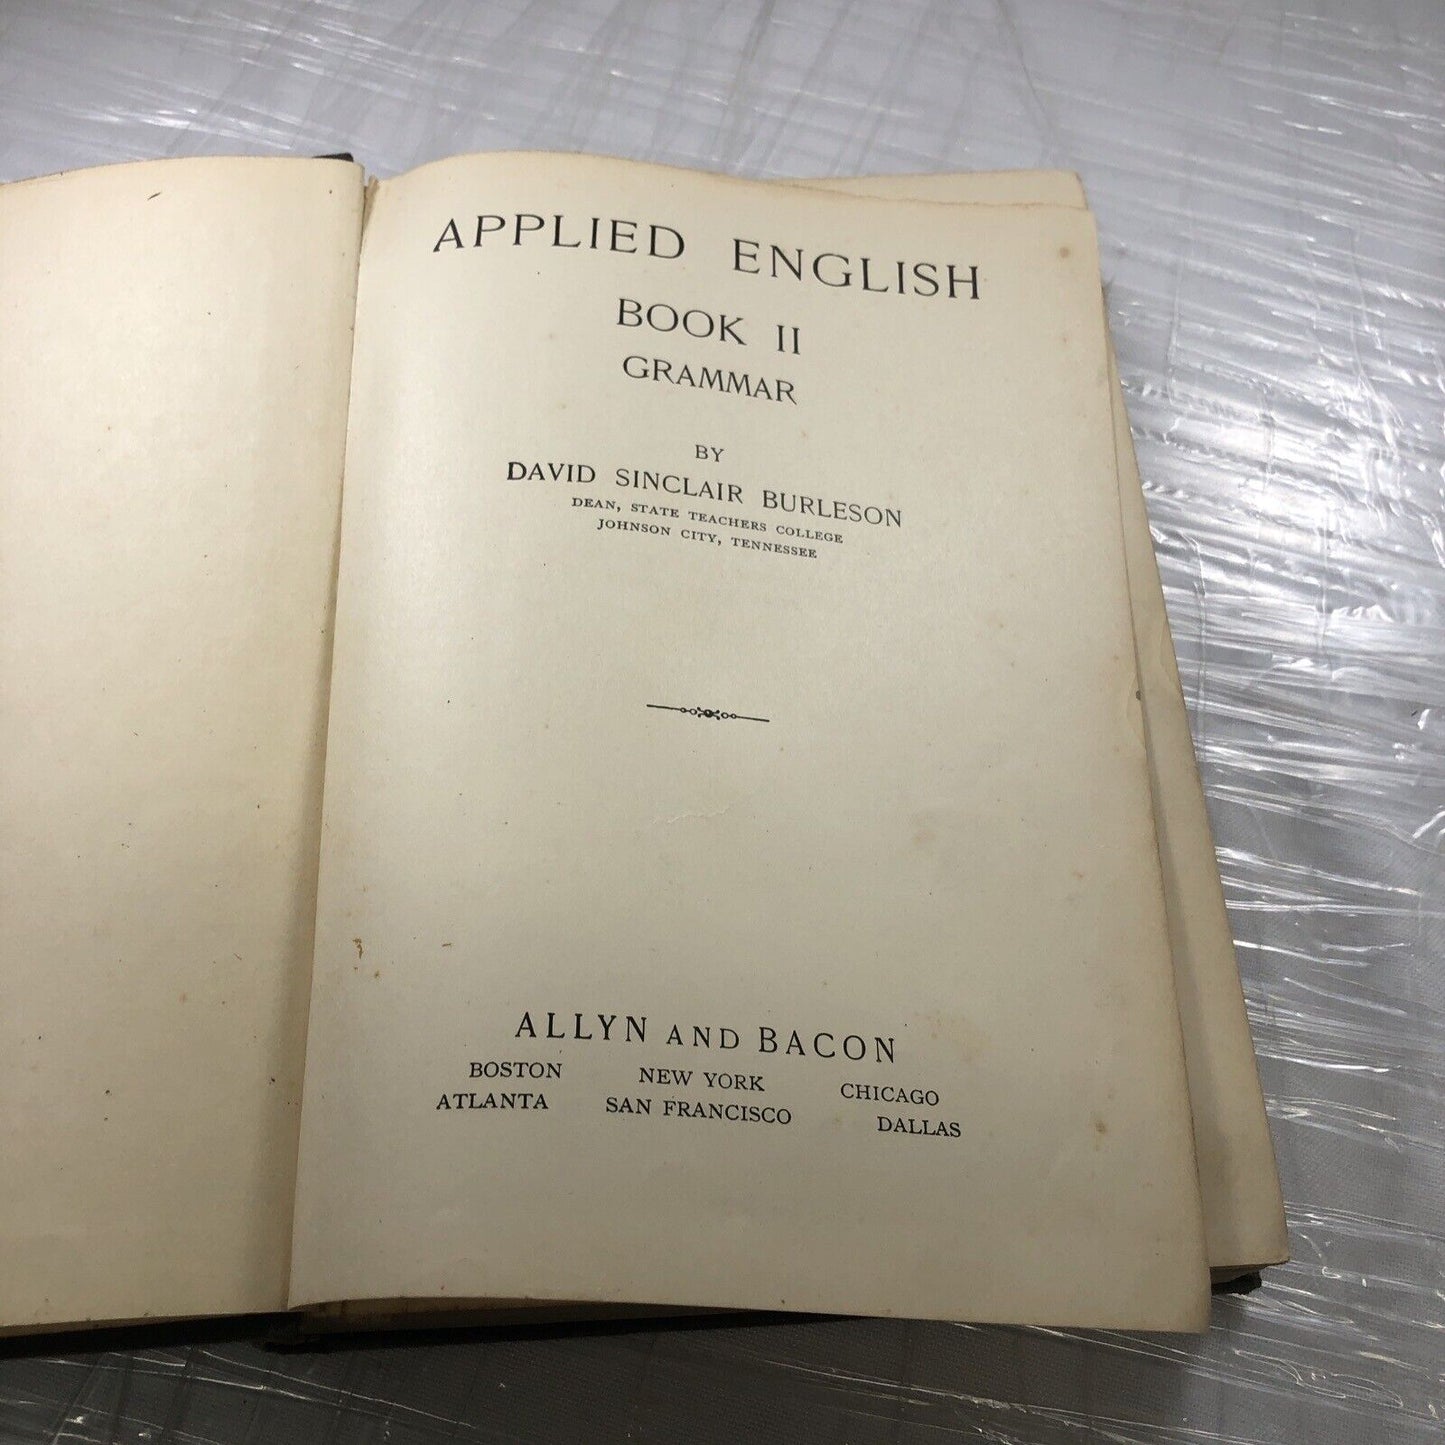 APPLIED ENGLISH
BOOK II
GRAMMAR
BY
DAVID SINCLAIR BURLESON
DEAN, STATE TEACHERS COLLEGE
JOHNSON CITY, TENNESSEE
ALLYN AND BACON
BOSTON NEW YORK CHICAGO
ATLANTA SAN FRANCISCO DALLAS